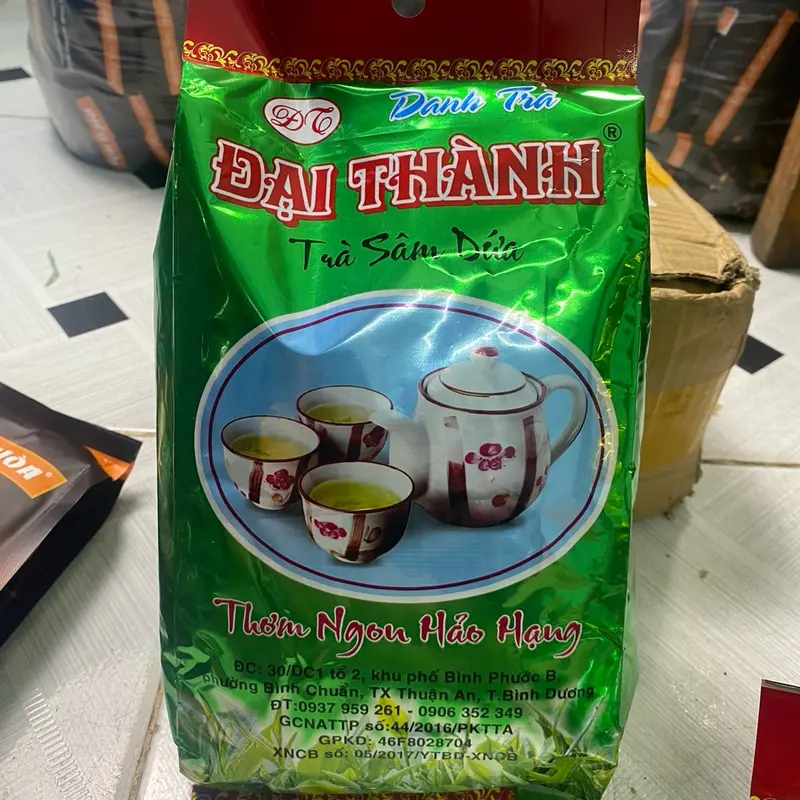 Danh Trà
ĐT
ĐẠI THÀNH®
Trà Sâm Dứa
Thơm Ngon Hảo Hạng
ĐC: 30/DC1 tổ 2, khu phố Bình Phước B,
Phường Bình Chuẩn, TX Thuận An, T.Bình Dương
ĐT:0937 959 261 - 0906 352 349
GCNATTP số:44/2016/PKTTA
GPKD: 46F8028704
XNCB số: 05/2017/YTBD-XNCB